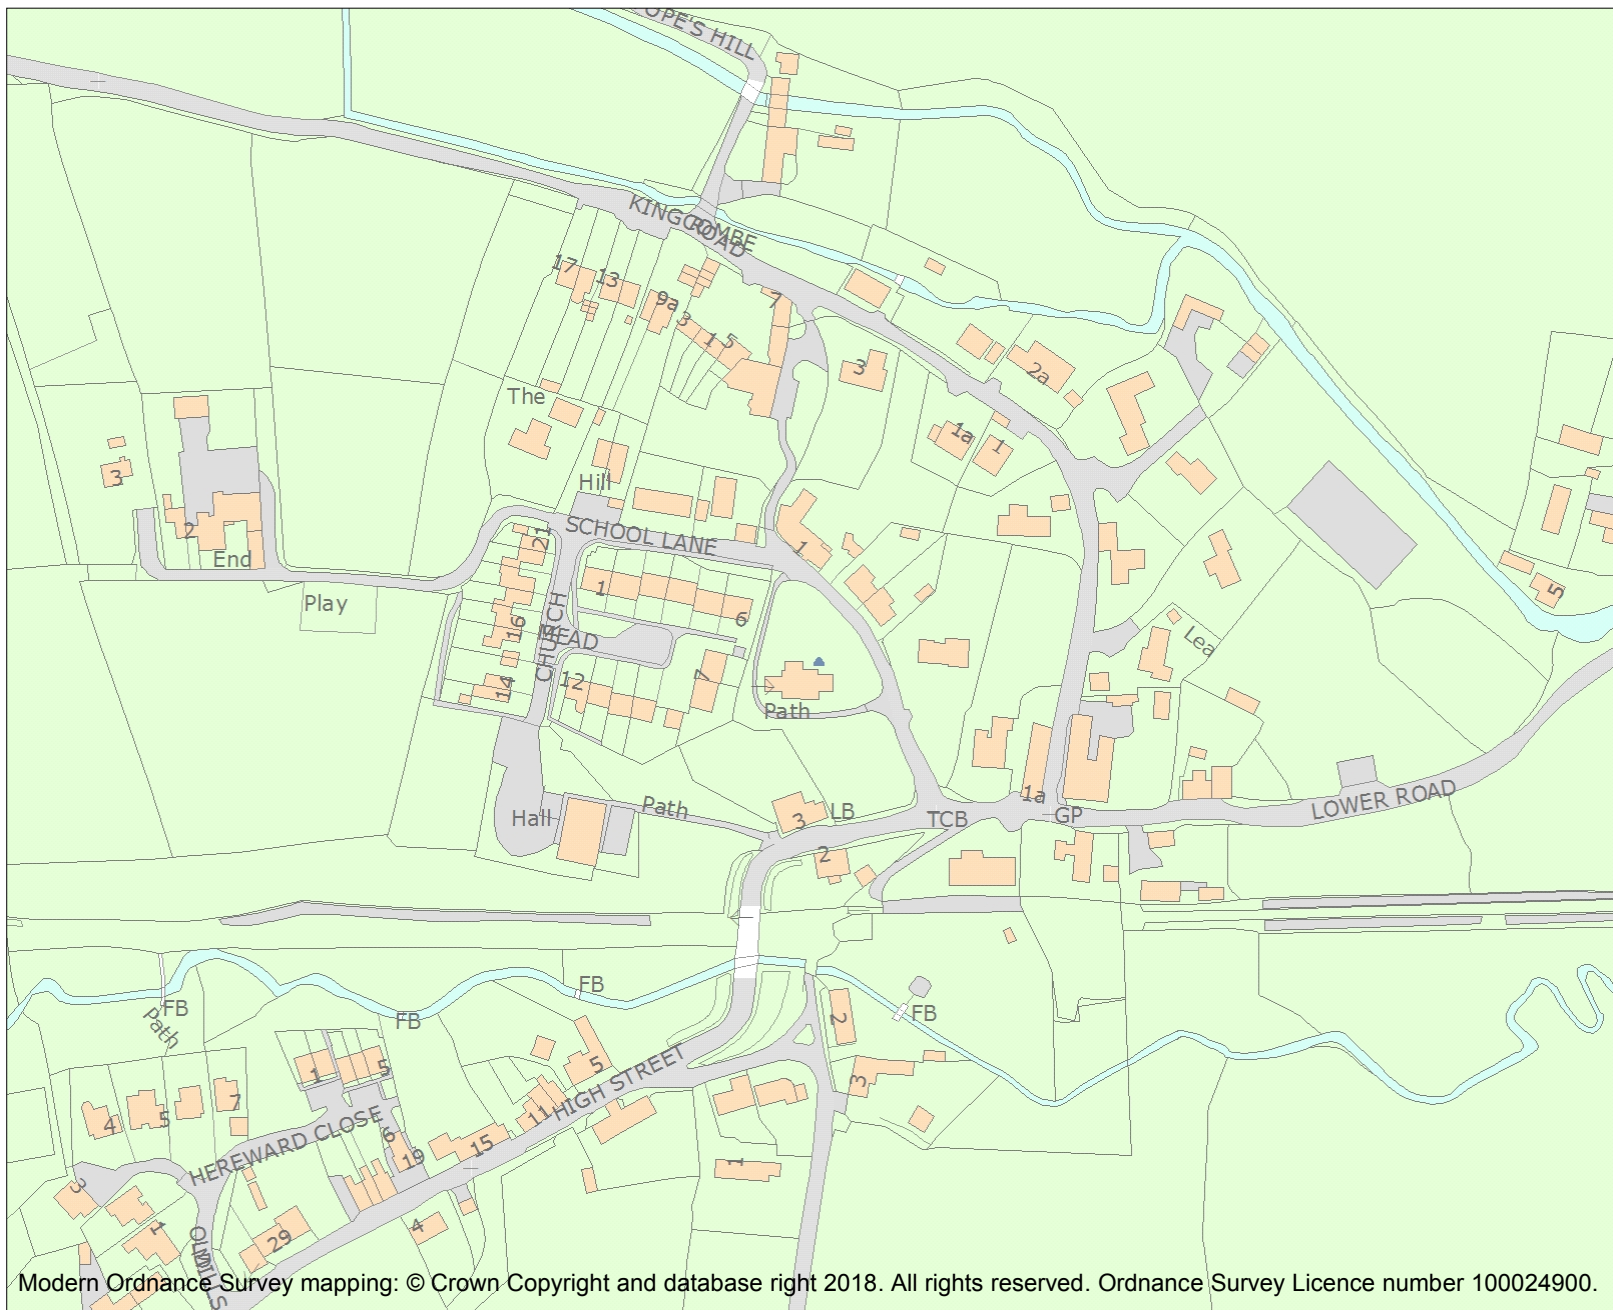 OPE'S HILL
KINGCOMBE
ROAD
17
13
9a
3
1
5
7
3
2a
1a
1
The
Hill
3
2
End
Play
SCHOOL LANE
21
1
1
6
CHURCH
MEAD
16
14
12
7
Path
Lea
5
Hall
Path
3
LB
TCB
1a
GP
LOWER ROAD
2
FB
Path
FB
FB
FB
2
3
HIGH STREET
5
11
15
1
5
4
5
7
HEREWARD CLOSE
6
19
3
1
29
4
1
OLD
MILLS
Modern Ordnance Survey mapping: © Crown Copyright and database right 2018. All rights reserved. Ordnance Survey Licence number 100024900.